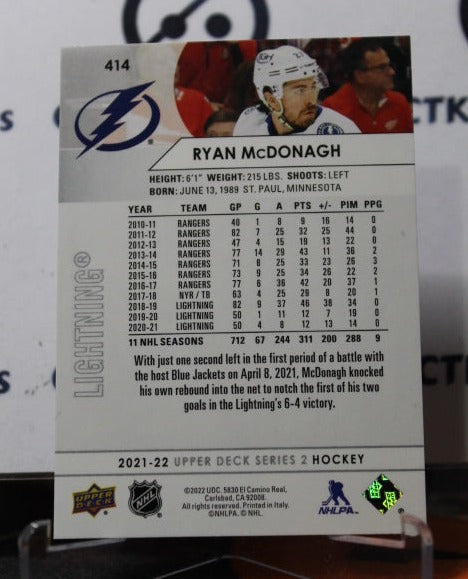 414
RYAN McDONAGH
HEIGHT: 6'1" WEIGHT: 215 LBS. SHOOTS: LEFT
BORN: JUNE 13, 1989 ST. PAUL, MINNESOTA
YEAR TEAM GP G A PTS +/- PIM PPG
2010-11 RANGERS 40 1 8 9 16 14 0
2011-12 RANGERS 82 7 25 32 25 44 0
2012-13 RANGERS 47 4 15 19 13 22 0
2013-14 RANGERS 77 14 29 43 11 36 2
2014-15 RANGERS 71 8 25 33 23 26 3
2015-16 RANGERS 73 9 25 34 26 22 2
2016-17 RANGERS 77 6 36 42 20 37 1
2017-18 NYR / TB 63 4 25 29 8 20 1
2018-19 LIGHTNING 82 9 37 46 38 34 0
2019-20 LIGHTNING 50 1 11 12 7 19 0
2020-21 LIGHTNING 50 4 8 12 13 14 0
11 NHL SEASONS 712 67 244 311 200 288 9
LIGHTNING®
With just one second left in the first period of a battle with
the host Blue Jackets on April 8, 2021, McDonagh knocked
his own rebound into the net to notch the first of his two
goals in the Lightning's 6-4 victory.
2021-22 UPPER DECK SERIES 2 HOCKEY
UPPER DECK
NHL
©2022 UDC. 5830 El Camino Real,
Carlsbad, CA 92008.
All rights reserved. Printed in Italy.
©NHLPA. © NHL.
NHLPA